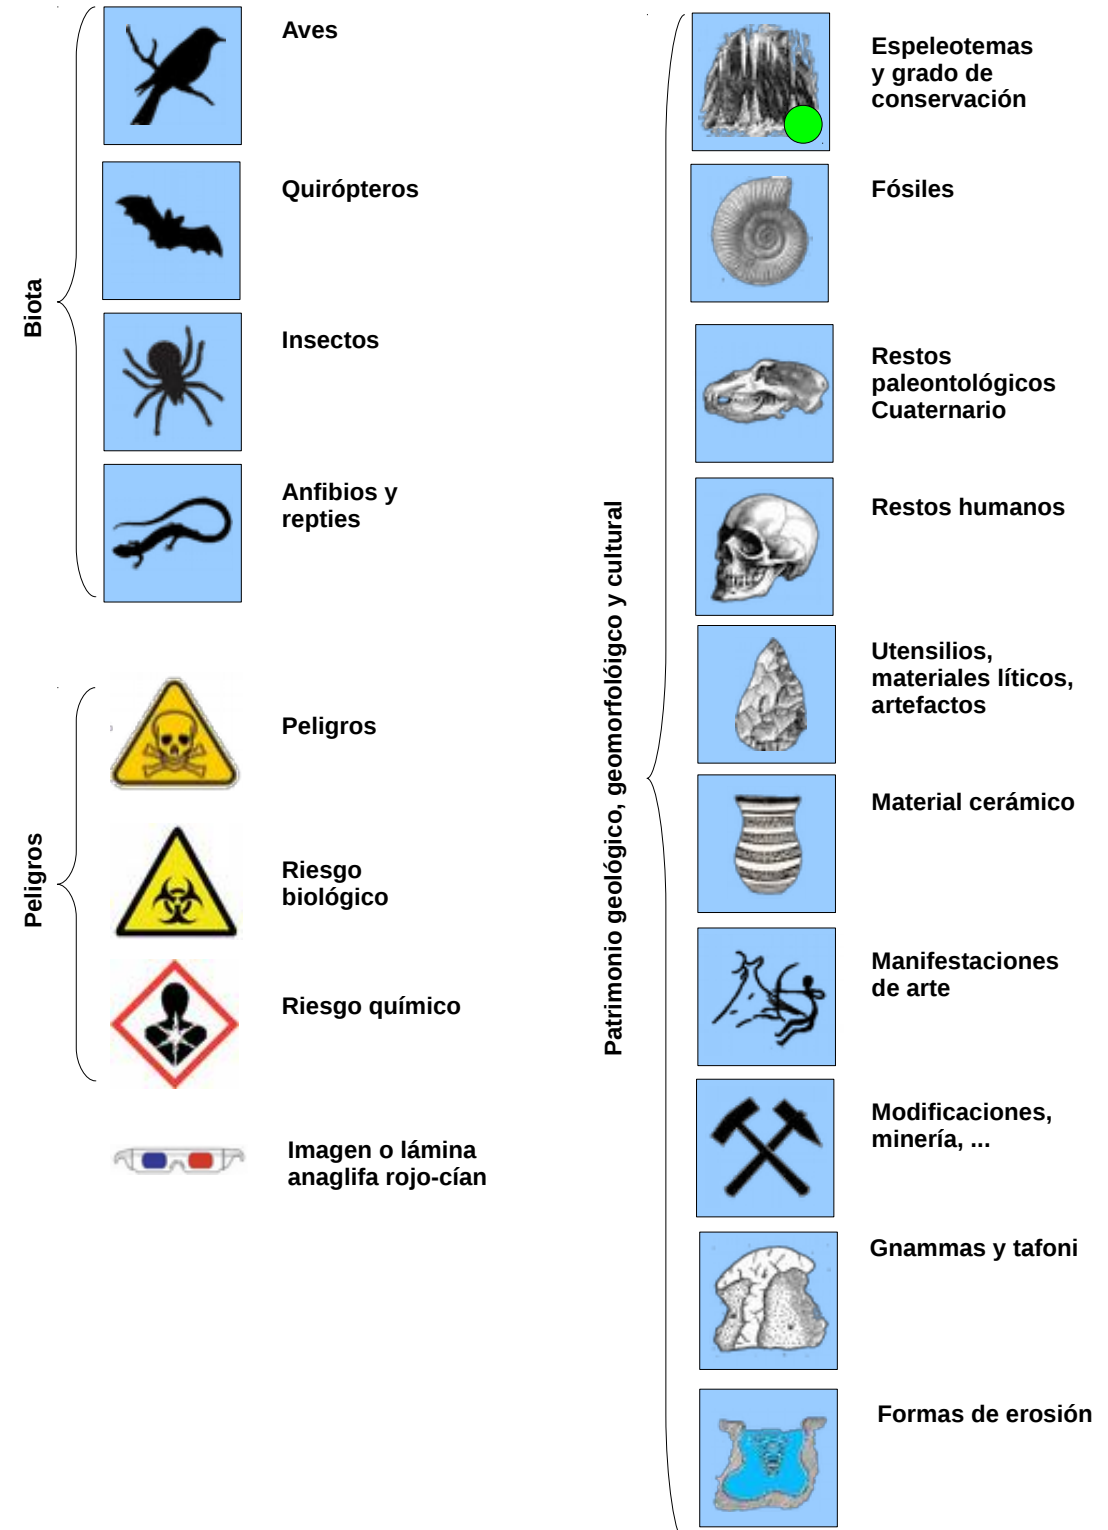 Biota
Aves
Quirópteros
Insectos
Anfibios y
repties
Peligros
Peligros
Riesgo
biológico
Riesgo químico
Imagen o lámina
anaglifa rojo-cían
Patrimonio geológico, geomorfolóigco y cultural
Espeleotemas
y grado de
conservación
Fósiles
Restos
paleontológicos
Cuaternario
Restos humanos
Utensilios,
materiales líticos,
artefactos
Material cerámico
Manifestaciones
de arte
Modificaciones,
minería, ...
Gnammas y tafoni
Formas de erosión